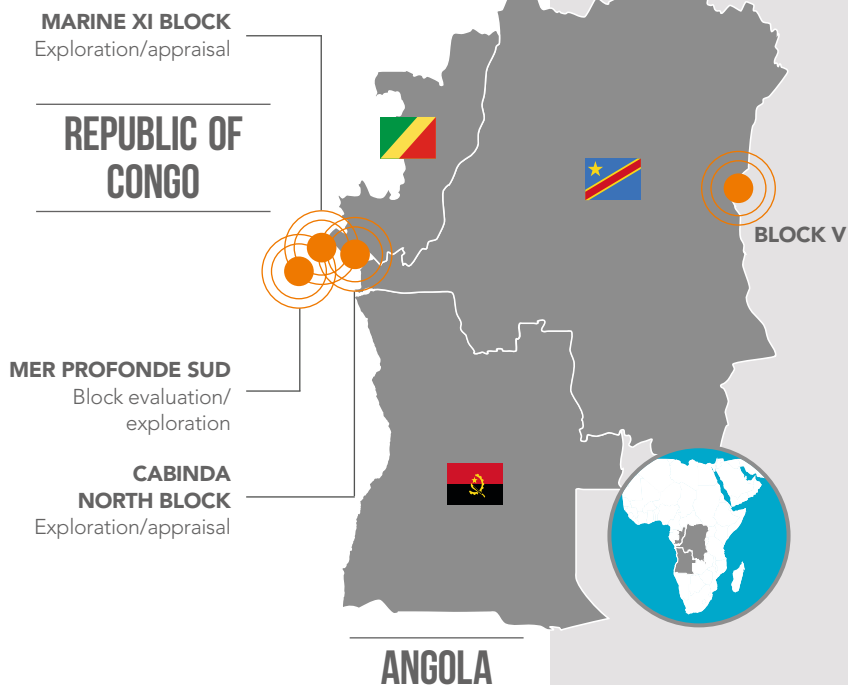 MARINE XI BLOCK
Exploration/appraisal
REPUBLIC OF
CONGO
BLOCK V
MER PROFONDE SUD
Block evaluation/
exploration
CABINDA
NORTH BLOCK
Exploration/appraisal
ANGOLA